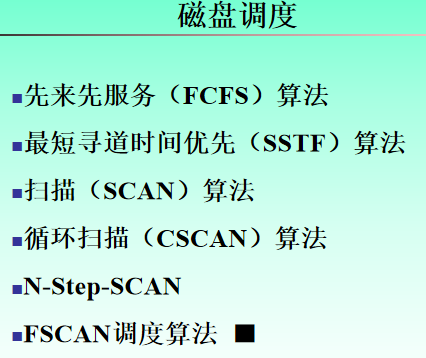 磁盘调度
先来先服务（FCFS）算法
最短寻道时间优先（SSTF）算法
扫描（SCAN）算法
循环扫描（CSCAN）算法
N-Step-SCAN
FSCAN调度算法